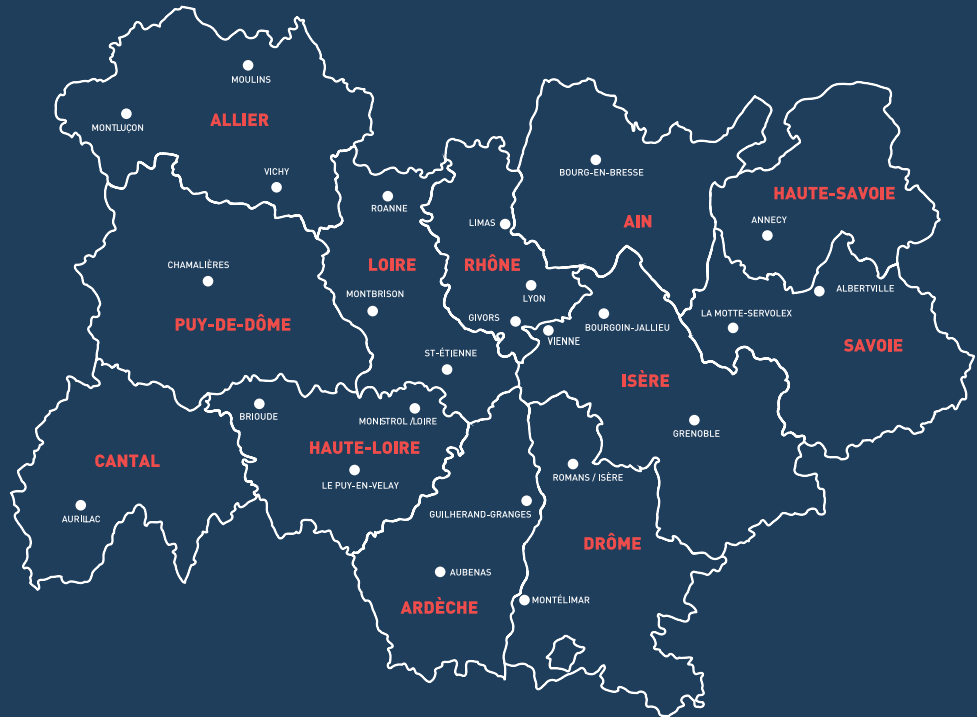 MOULINS
MONTLUÇON
ALLIER
VICHY
BOURG-EN-BRESSE
ROANNE
LIMAS
AIN
HAUTE-SAVOIE
ANNECY
CHAMALIÈRES
LOIRE
RHÔNE
MONTBRISON
LYON
ALBERTVILLE
PUY-DE-DÔME
GIVORS
VIENNE
BOURGOIN-JALLIEU
LA MOTTE-SERVOLEX
SAVOIE
ST-ÉTIENNE
ISÈRE
BRIOUDE
MONISTROL /LOIRE
GRENOBLE
HAUTE-LOIRE
CANTAL
LE PUY-EN-VELAY
ROMANS / ISÈRE
AURILLAC
GUILHERAND-GRANGES
DRÔME
AUBENAS
ARDÈCHE
MONTÉLIMAR